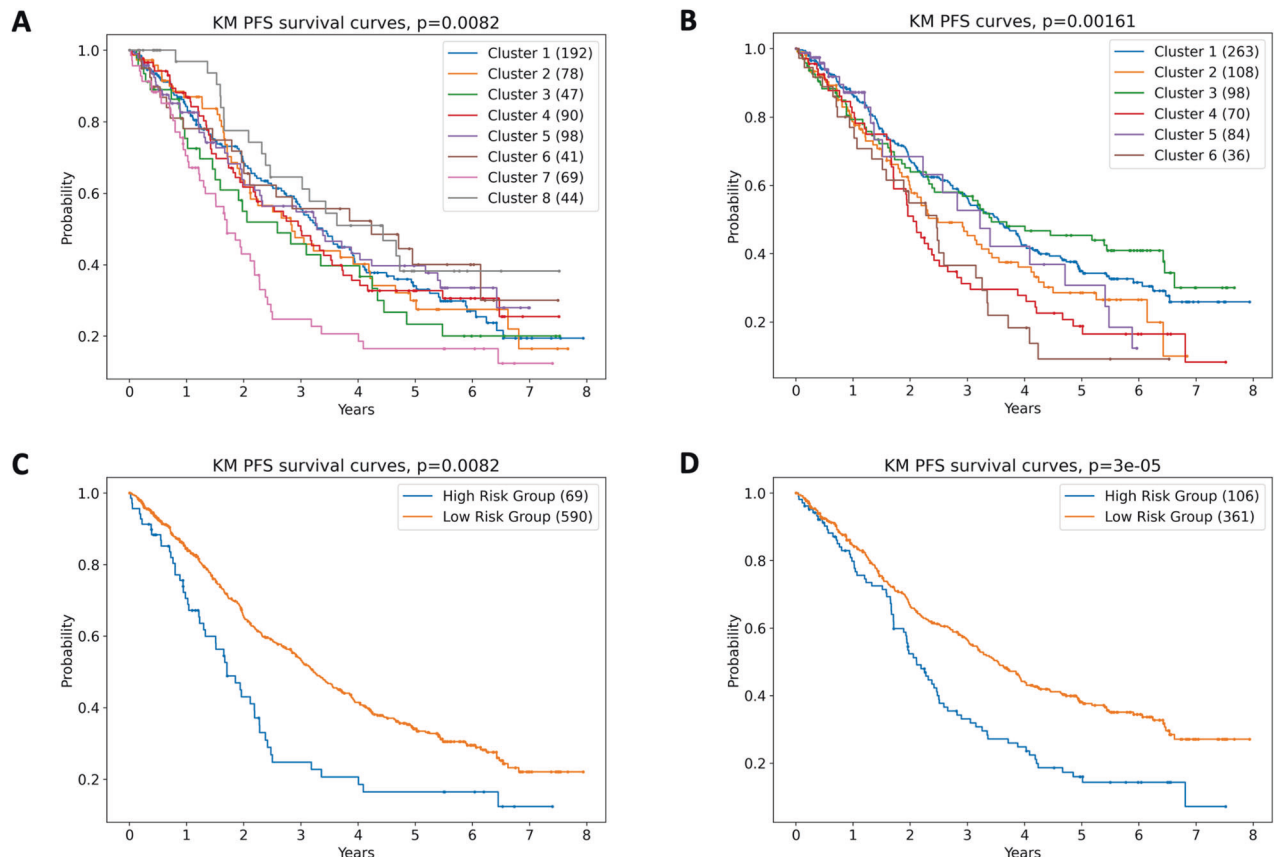 A
KM PFS survival curves, p=0.0082
Probability
1.0
0.8
0.6
0.4
0.2
0 1 2 3 4 5 6 7 8
Years
Cluster 1 (192)
Cluster 2 (78)
Cluster 3 (47)
Cluster 4 (90)
Cluster 5 (98)
Cluster 6 (41)
Cluster 7 (69)
Cluster 8 (44)
B
KM PFS curves, p=0.00161
Probability
1.0
0.8
0.6
0.4
0.2
0 1 2 3 4 5 6 7 8
Years
Cluster 1 (263)
Cluster 2 (108)
Cluster 3 (98)
Cluster 4 (70)
Cluster 5 (84)
Cluster 6 (36)
C
KM PFS survival curves, p=0.0082
Probability
1.0
0.8
0.6
0.4
0.2
0 1 2 3 4 5 6 7 8
Years
High Risk Group (69)
Low Risk Group (590)
D
KM PFS survival curves, p=3e-05
Probability
1.0
0.8
0.6
0.4
0.2
0 1 2 3 4 5 6 7 8
Years
High Risk Group (106)
Low Risk Group (361)